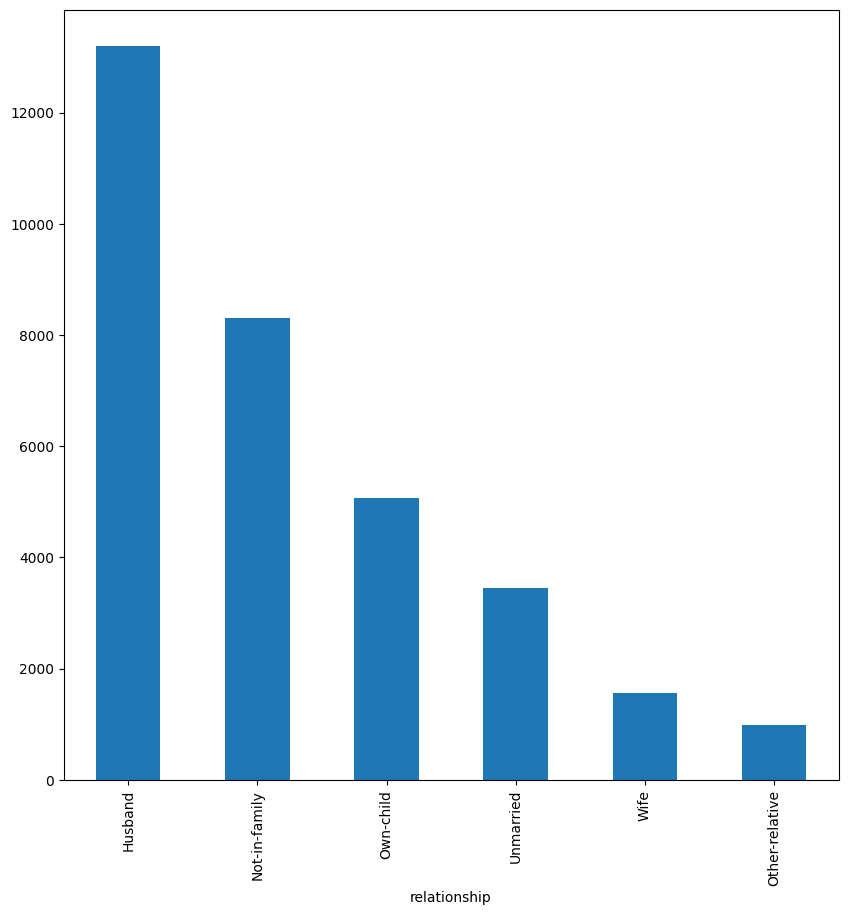 12000
10000
8000
6000
4000
2000
0
Husband
Not-in-family
Own-child
Unmarried
Wife
Other-relative
relationship